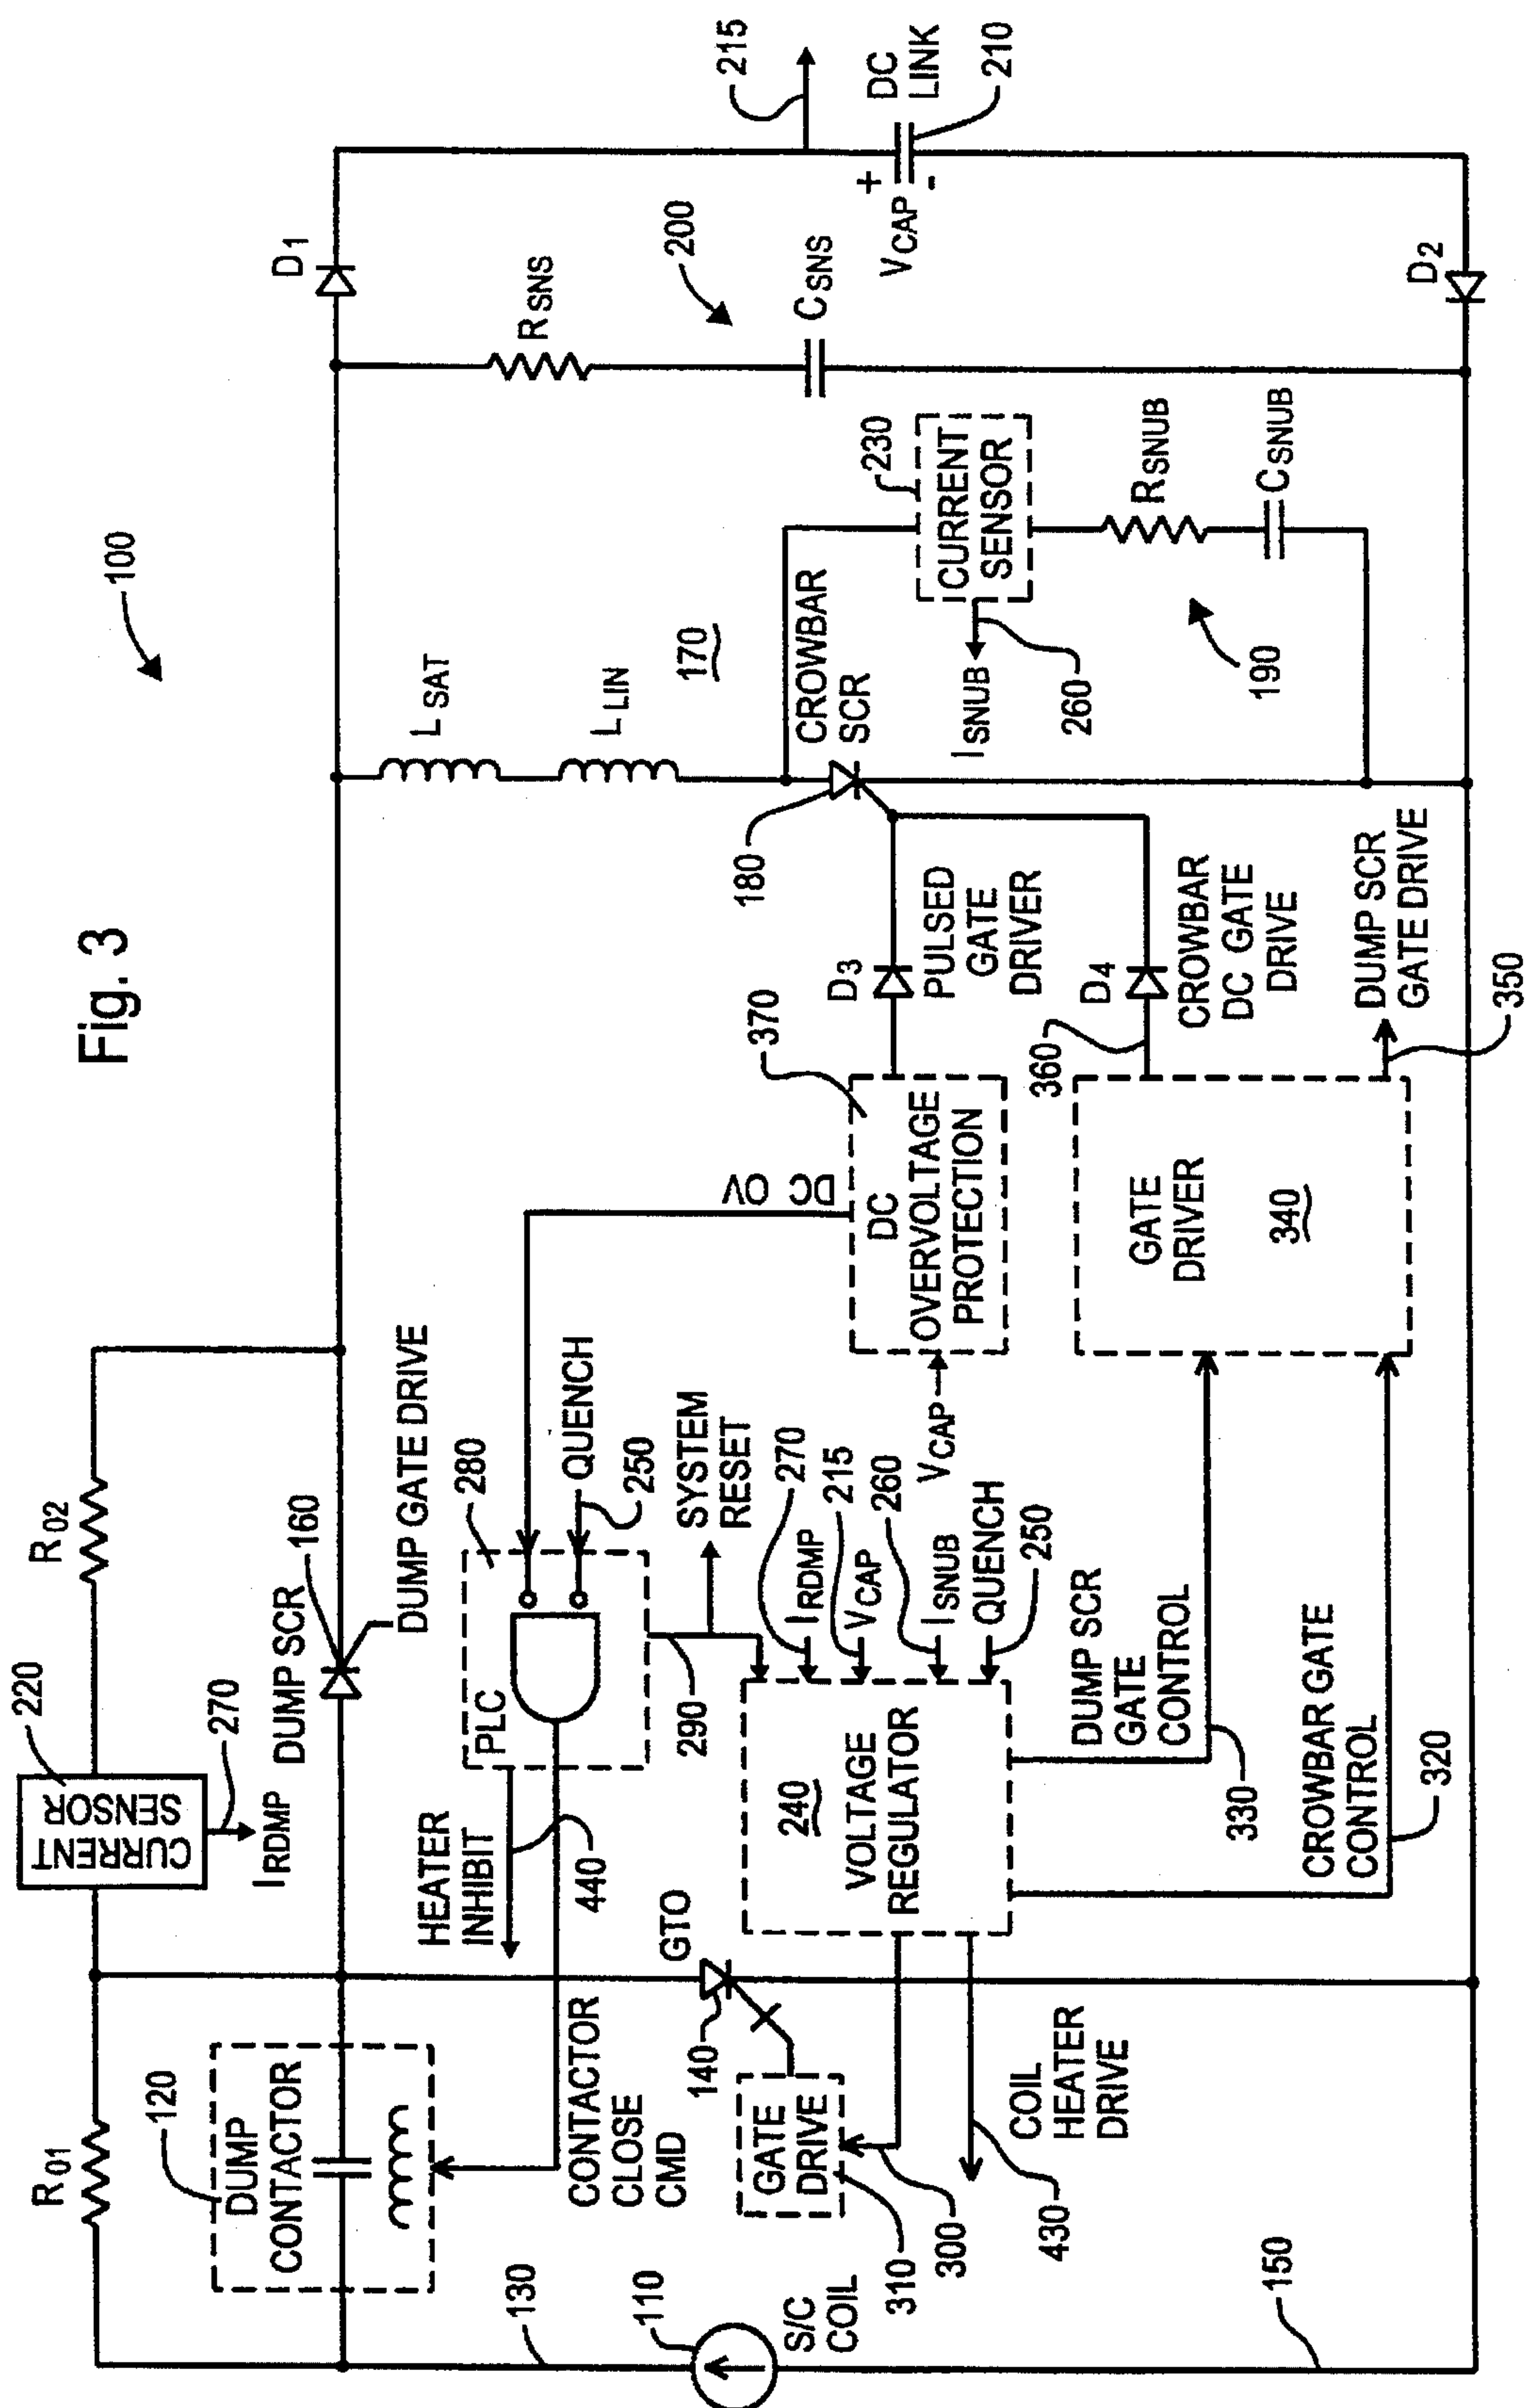 Fig. 3
100
R01
120
DUMP
CONTACTOR
CONTACTOR
CLOSE
CMD
130
110
S/C
COIL
150
CURRENT
SENSOR
220
270
IRDMP
R02
DUMP SCR
160
DUMP GATE DRIVE
HEATER
INHIBIT
440
PLC
280
QUENCH
250
290
SYSTEM
RESET
DC OV
GTO
140
GATE
DRIVE
310
300
430
COIL
HEATER
DRIVE
240
VOLTAGE
REGULATOR
270
IRDMP
215
VCAP
260
ISNUB
QUENCH
250
DUMP SCR
GATE
CONTROL
330
CROWBAR GATE
CONTROL
320
VCAP
DC
OVERVOLTAGE
PROTECTION
370
GATE
DRIVER
340
D3
PULSED
GATE
DRIVER
360
D4
CROWBAR
DC GATE
DRIVE
DUMP SCR
GATE DRIVE
350
LSAT
LLIN
170
CROWBAR
SCR
180
CURRENT
SENSOR
230
ISNUB
260
190
RSNUB
CSNUB
RSNS
CSNS
200
D1
D2
215
DC
LINK
210
+
-
VCAP